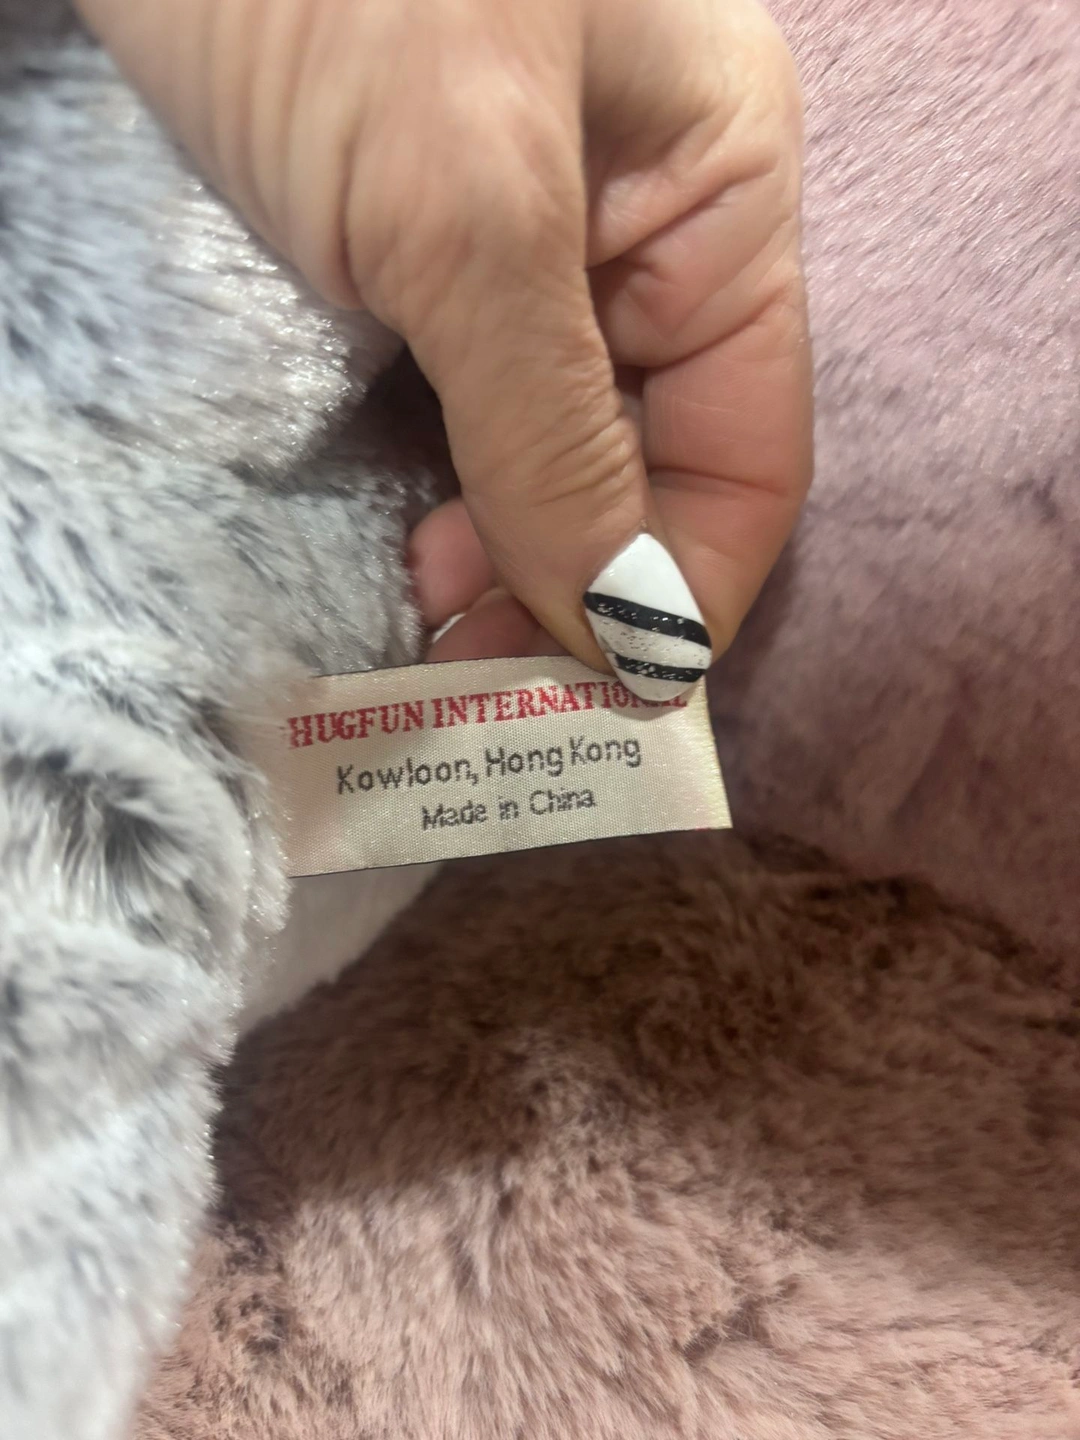 HUGFUN INTERNATIONAL
Kowloon, Hong Kong
Made in China